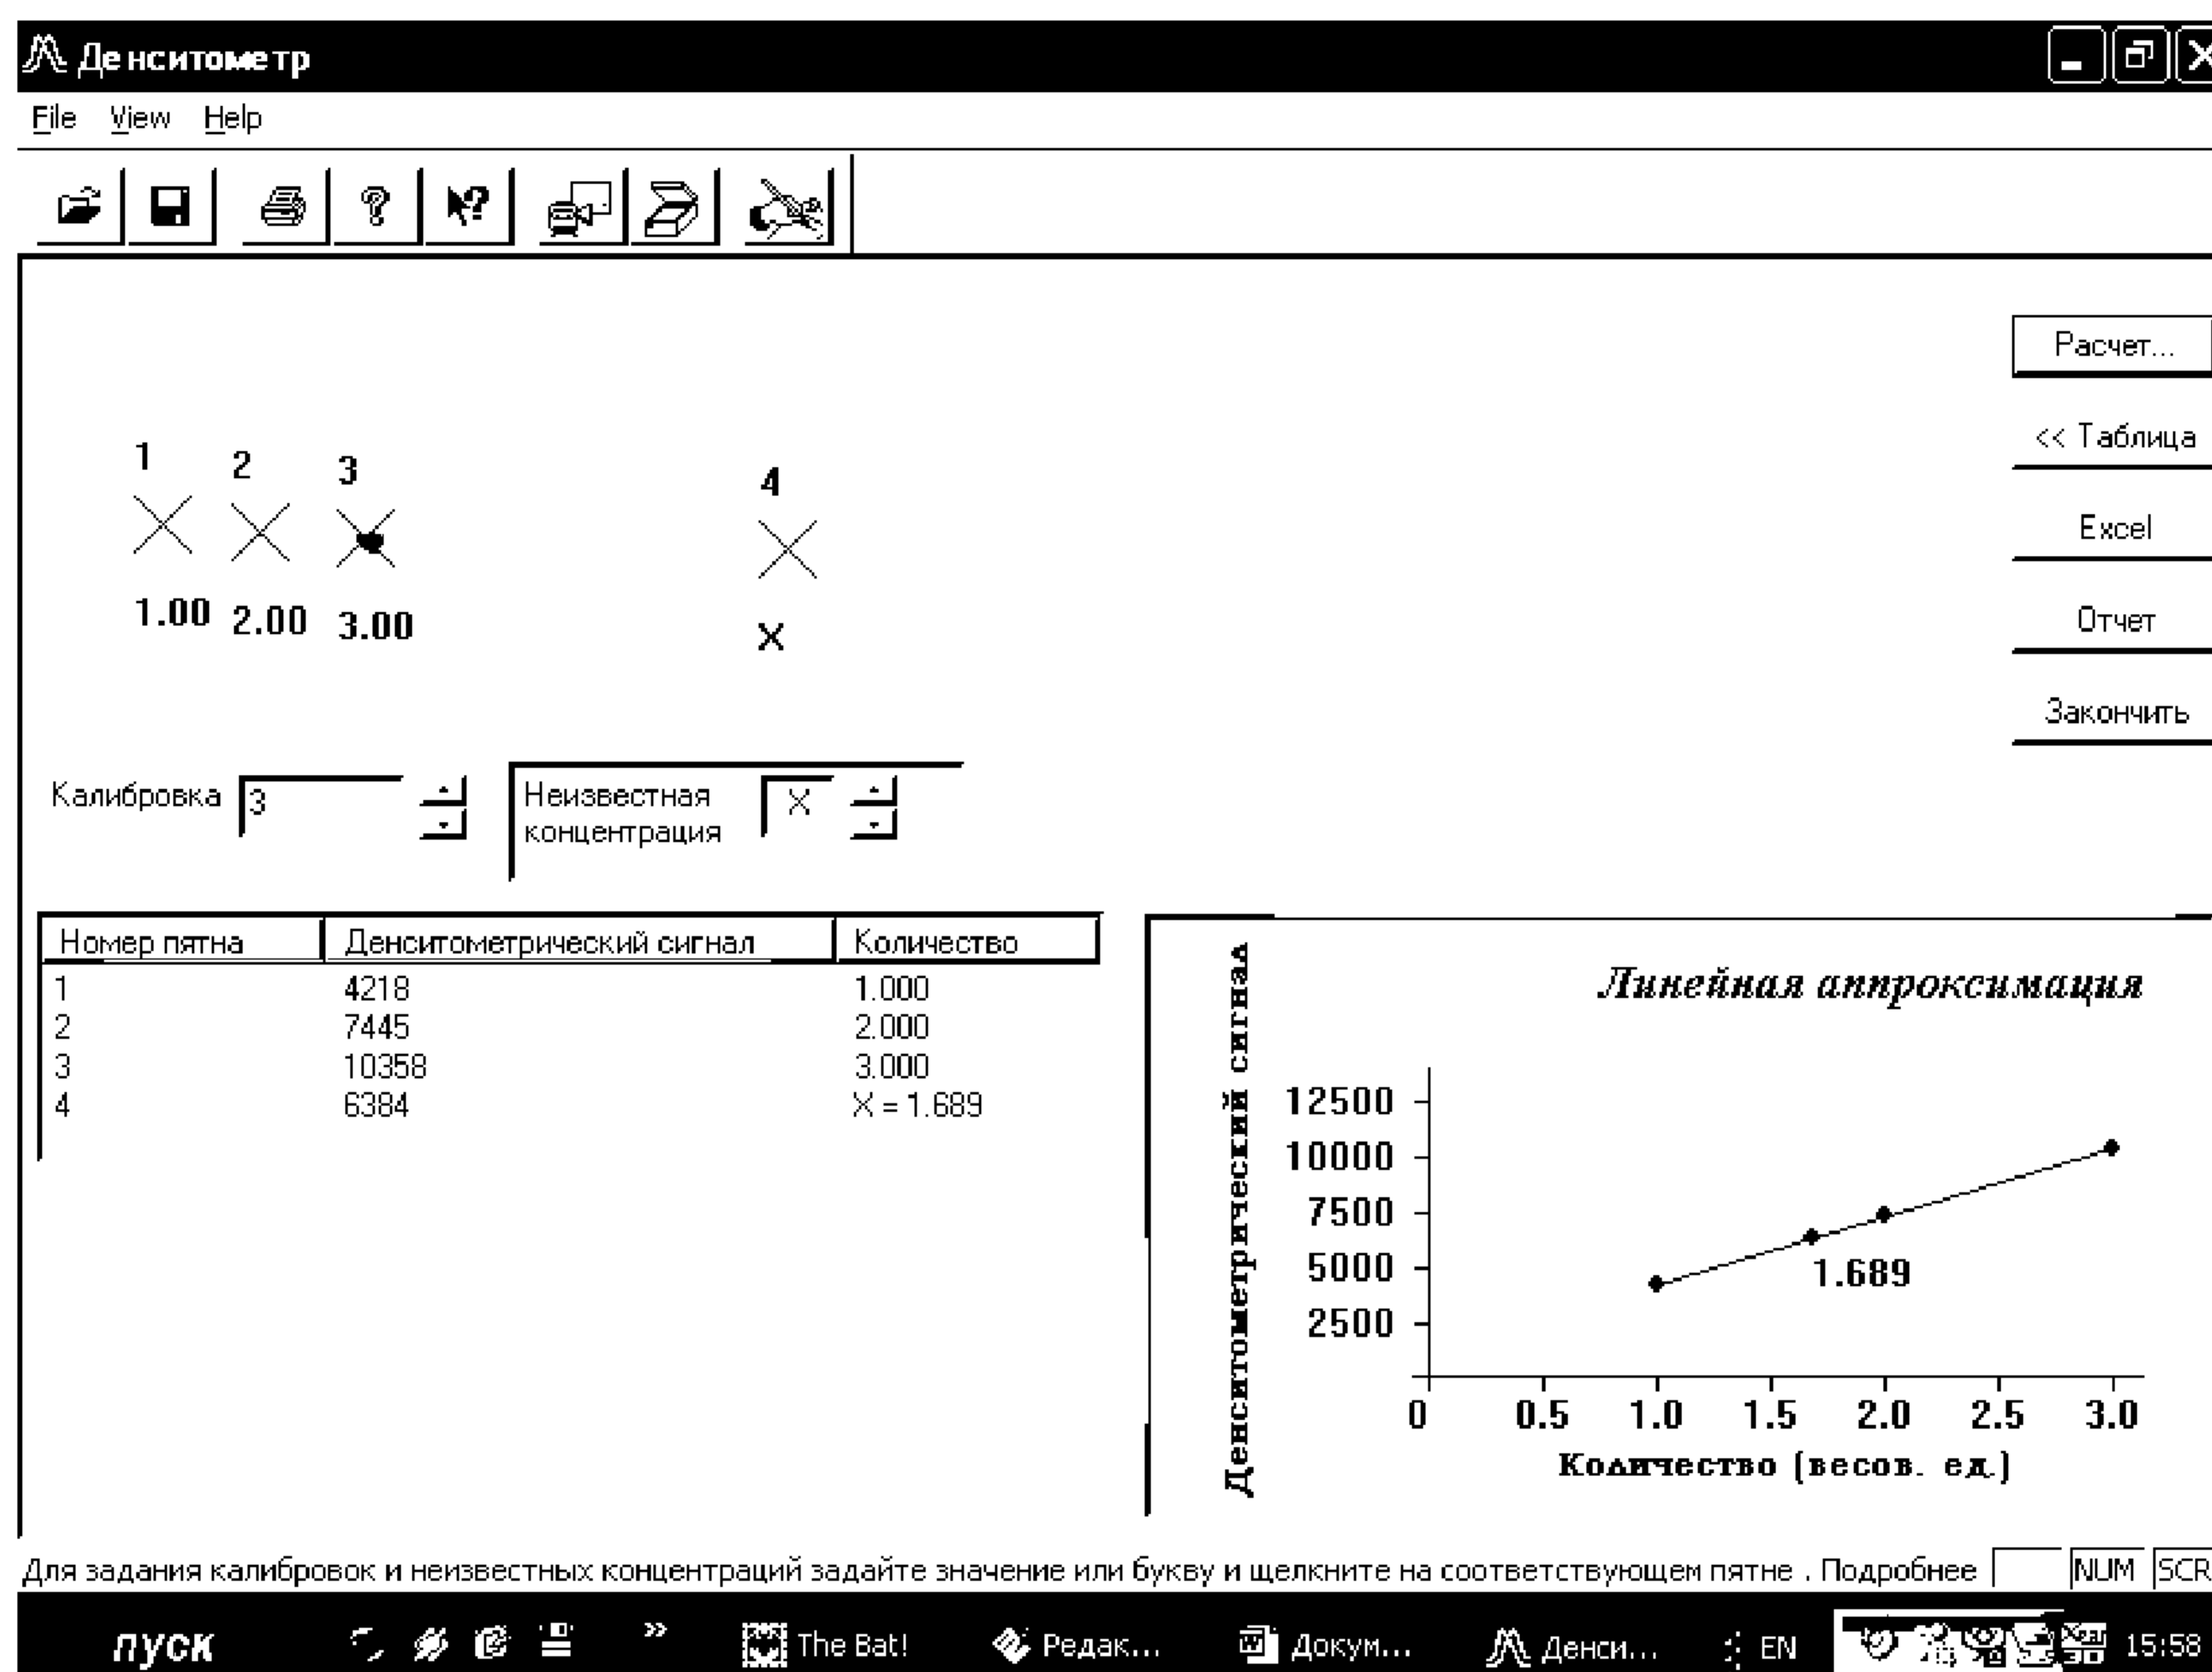 Денситометр
File View Help
Расчет...
<< Таблица
Excel
Отчет
Закончить
1 2 3 4
1.00 2.00 3.00 X
Калибровка 3 Неизвестная концентрация X
Номер пятна Денситометрический сигнал Количество
1 4218 1.000
2 7445 2.000
3 10358 3.000
4 6384 X = 1.689
Линейная аппроксимация
Денситометрический сигнал
12500
10000
7500
5000
2500
1.689
0 0.5 1.0 1.5 2.0 2.5 3.0
Количество (весов. ед.)
Для задания калибровок и неизвестных концентраций задайте значение или букву и щелкните на соответствующем пятне . Подробнее NUM SCR
пуск » The Bat! Редак... Докум... Денси... EN 15:58